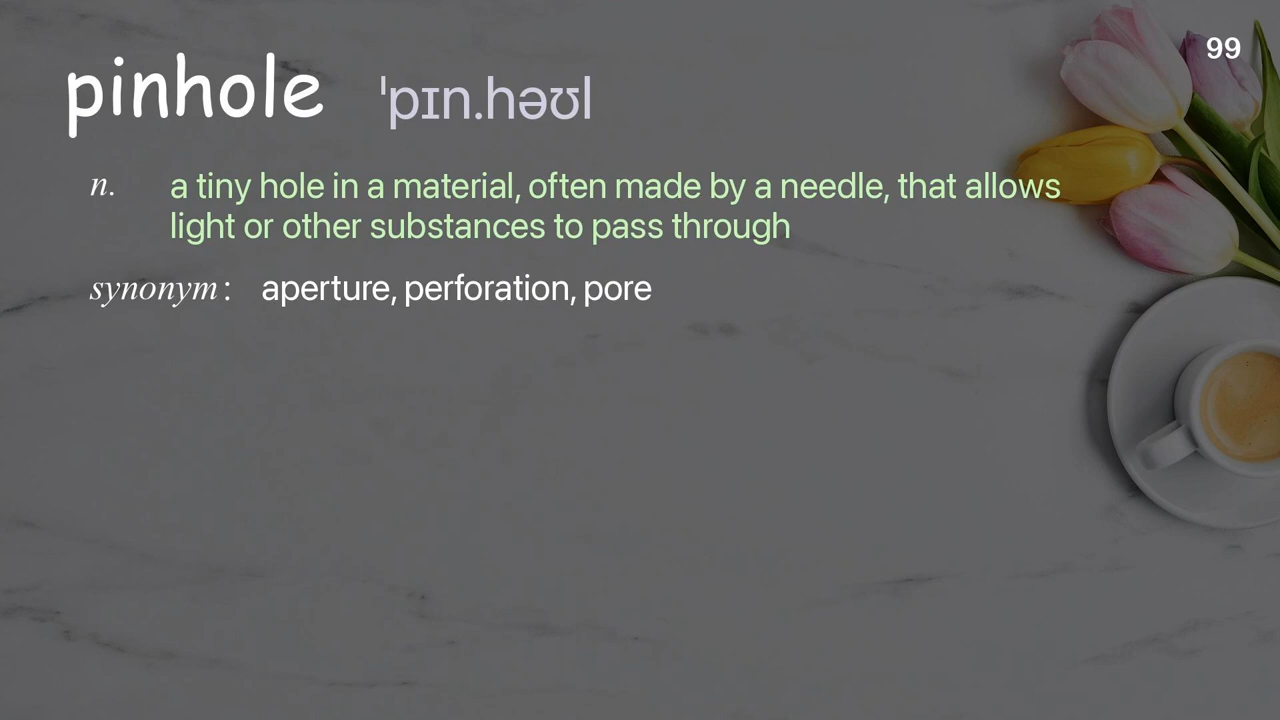 99
pinhole ˈpɪn.həʊl
n. a tiny hole in a material, often made by a needle, that allows
light or other substances to pass through
synonym: aperture, perforation, pore